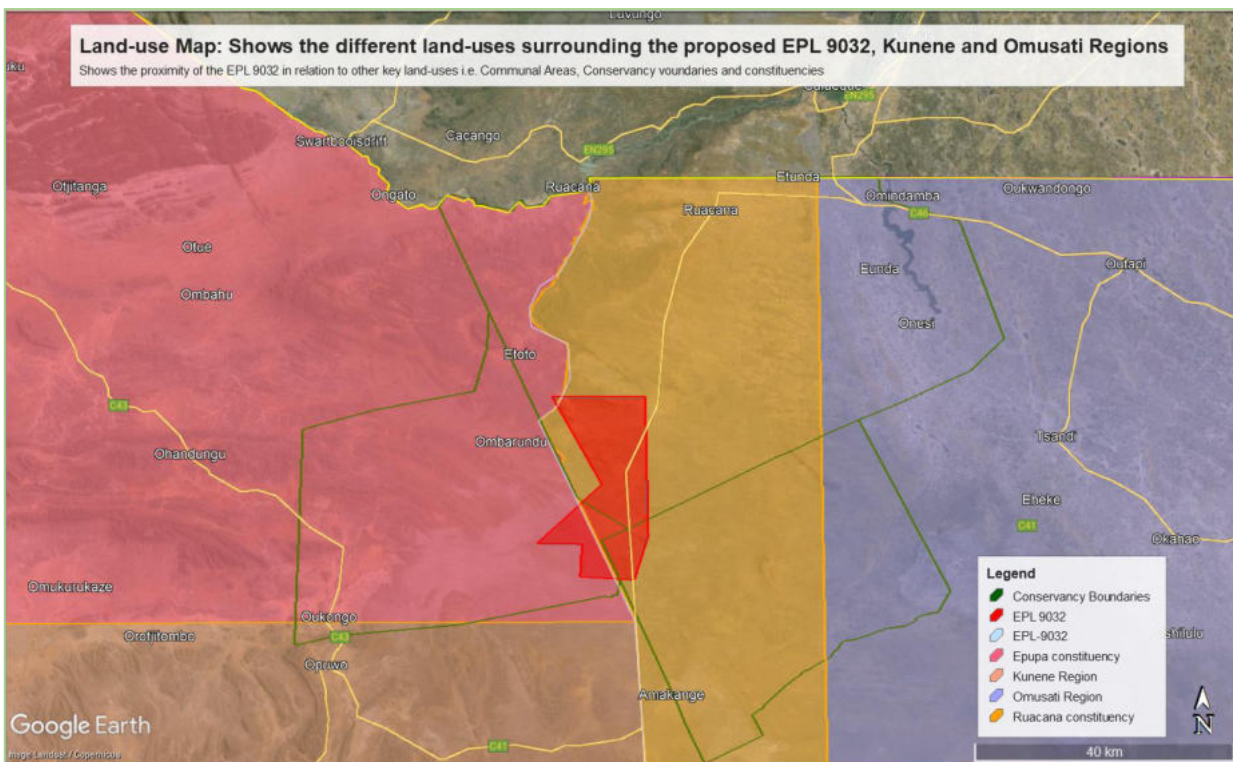 Luvungo
Land-use Map: Shows the different land-uses surrounding the proposed EPL 9032, Kunene and Omusati Regions
Shows the proximity of the EPL 9032 in relation to other key land-uses i.e. Communal Areas, Conservancy voundaries and constituencies
EN295
Swartbooisdrift
Cacango
EN295
Otjitanga
Ongato
Ruacana
Etunda
Omindamba
Oukwandongo
Ruacana
C46
Otue
Eunda
Outapi
Ombahu
Onesi
Etoto
C43
Ombarundu
Tsandi
Ohandungu
Eheke
C41
Okahao
Omukurukaze
Oukongo
Orotjitombo
C43
Opuwo
Amakange
C41
Legend
Conservancy Boundaries
EPL 9032
EPL-9032
Epupa constituency
Kunene Region
Omusati Region
Ruacana constituency
N
40 km
Google Earth
Image Landsat / Copernicus